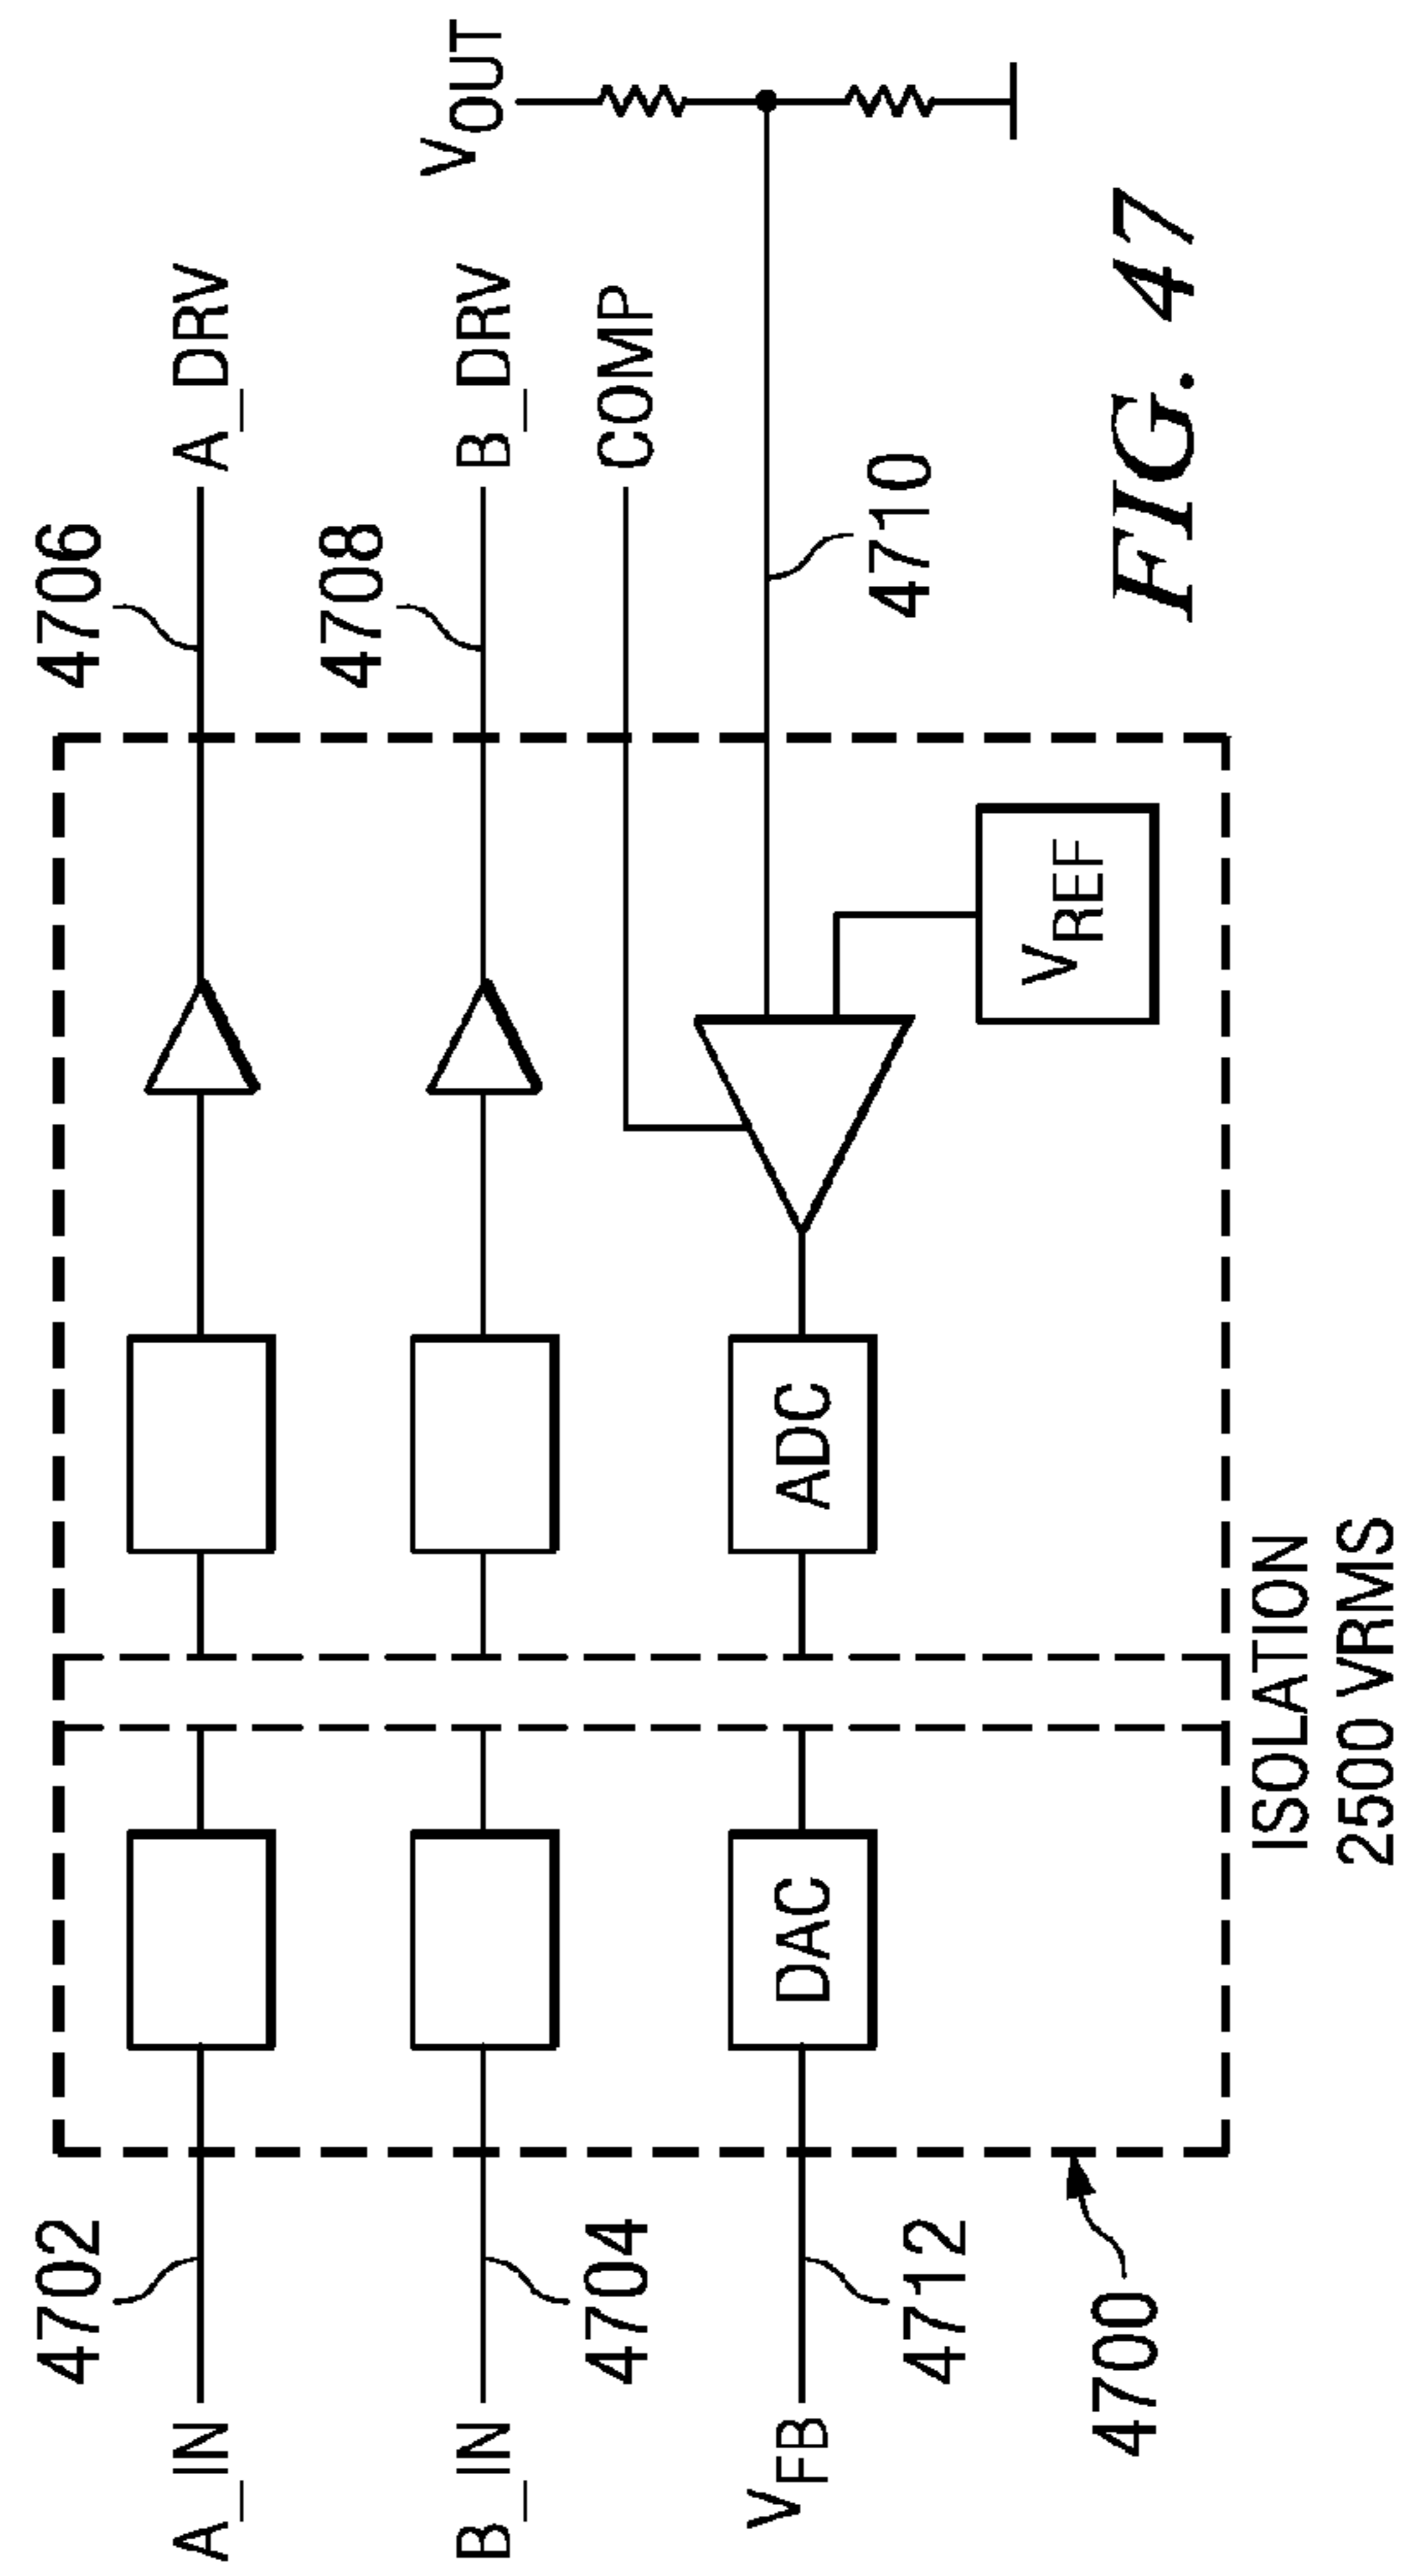 4702
4706
A_IN
A_DRV
4708
B_IN
B_DRV
4704
COMP
VOUT
VFB
DAC
ADC
4712
4710
VREF
4700
ISOLATION
2500 VRMS
FIG. 47